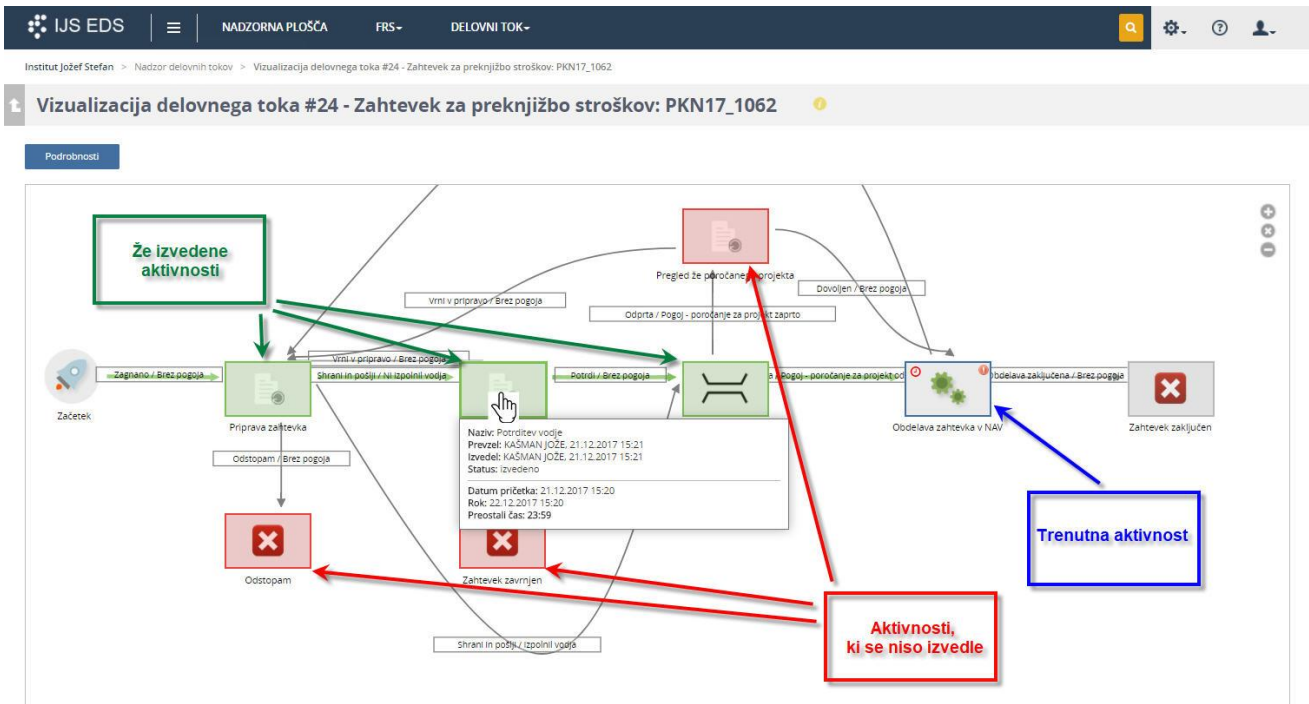 IJS EDS
NADZORNA PLOŠČA
FRS
DELOVNI TOK
Institut Jožef Stefan > Nadzor delovnih tokov > Vizualizacija delovnega toka #24 - Zahtevek za preknjižbo stroškov: PKN17_1062
Vizualizacija delovnega toka #24 - Zahtevek za preknjižbo stroškov: PKN17_1062
Podrobnosti
Že izvedene
aktivnosti
Pregled že poročanega projekta
Dovoljen / Brez pogoja
Vrni v pripravo / Brez pogoja
Odprta / Pogoj - poročanje za projekt zaprto
Vrni v pripravo / Brez pogoja
Zagnano / Brez pogoja
Shrani in pošlji / Ni izpolnil vodja
Potrdi / Brez pogoja
a / Pogoj - poročanje za projekt od
obdelava zaključena / Brez pogoja
Začetek
Priprava zahtevka
Obdelava zahtevka v NAV
Zahtevek zaključen
Naziv: Potrditev vodje
Prevzel: KAŠMAN JOŽE, 21.12.2017 15:21
Izvedel: KAŠMAN JOŽE, 21.12.2017 15:21
Status: izvedeno
Datum pričetka: 21.12.2017 15:20
Rok: 22.12.2017 15:20
Preostali čas: 23:59
Odstopam / Brez pogoja
Trenutna aktivnost
Odstopam
Zahtevek zavrnjen
Aktivnosti,
ki se niso izvedle
Shrani in pošlji / Izpolnil vodja